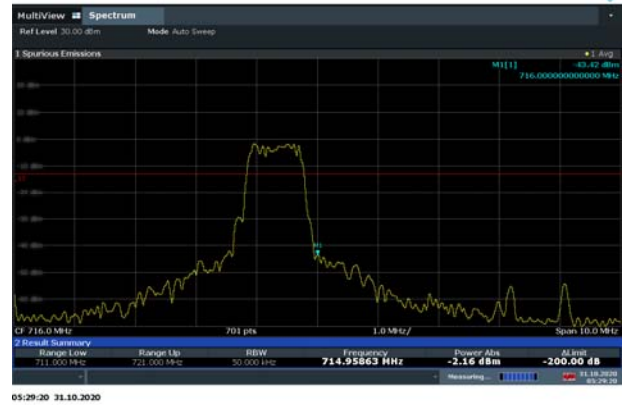 MultiView Spectrum
Ref Level 30.00 dBm Mode Auto Sweep
1 Spurious Emissions 1 Avg
M1[1] -43.42 dBm
716.000000000000 MHz
M1
CF 716.0 MHz 701 pts 1.0 MHz/ Span 10.0 MHz
2 Result Summary
Range Low Range Up RBW Frequency Power Abs ΔLimit
711.000 MHz 721.000 MHz 50.000 kHz 714.95863 MHz -2.16 dBm -200.00 dB
Measuring... 31.10.2020
05:29:20
05:29:20 31.10.2020